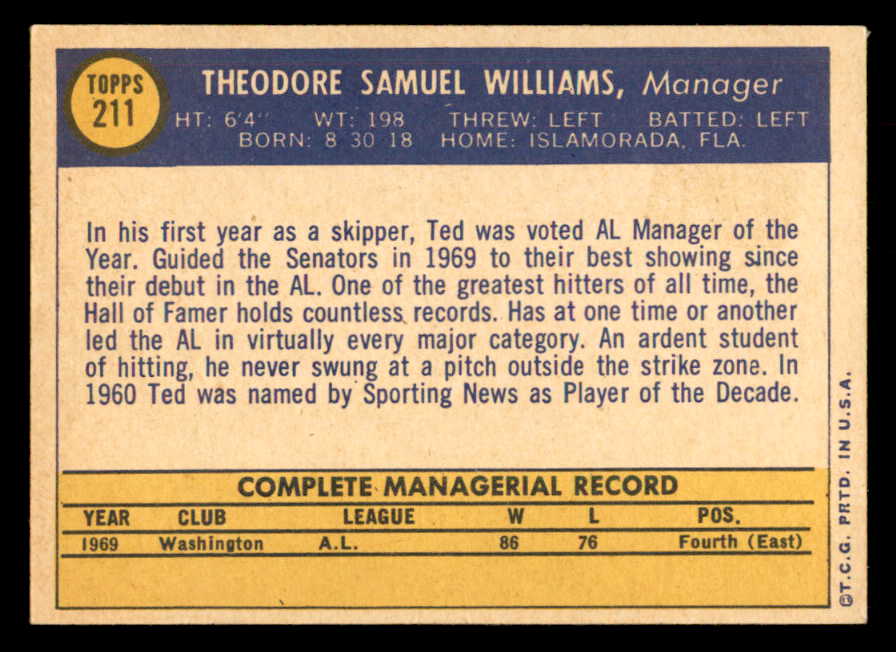 TOPPS
211
THEODORE SAMUEL WILLIAMS, Manager
HT: 6'4" WT: 198 THREW: LEFT BATTED: LEFT
BORN: 8 30 18 HOME: ISLAMORADA, FLA.
In his first year as a skipper, Ted was voted AL Manager of the
Year. Guided the Senators in 1969 to their best showing since
their debut in the AL. One of the greatest hitters of all time, the
Hall of Famer holds countless records. Has at one time or another
led the AL in virtually every major category. An ardent student
of hitting, he never swung at a pitch outside the strike zone. In
1960 Ted was named by Sporting News as Player of the Decade.
COMPLETE MANAGERIAL RECORD
YEAR CLUB LEAGUE W L POS.
1969 Washington A.L. 86 76 Fourth (East)
©T.C.G. PRTD. IN U.S.A.